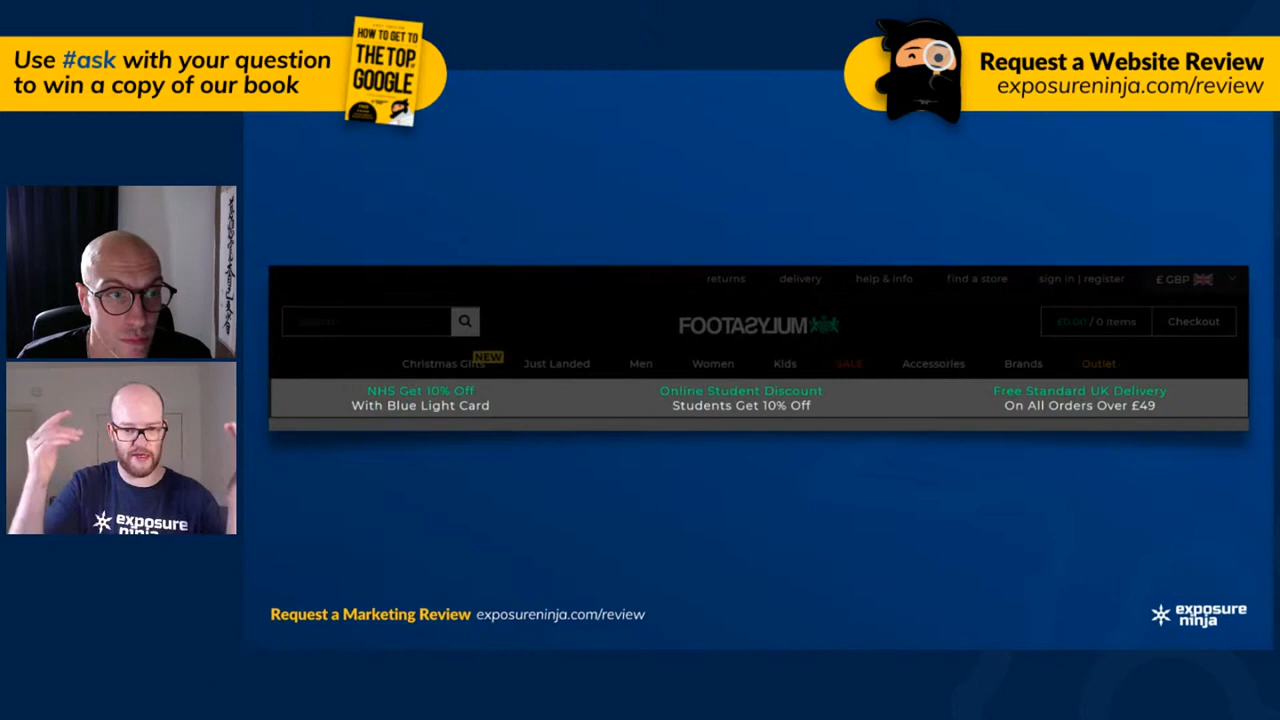 Use #ask with your question
to win a copy of our book
HOW TO GET TO
THE TOP
GOOGLE
Request a Website Review
exposureninja.com/review
returns delivery help & info find a store sign in | register £ GBP
FOOTASYLUM
£0.00 / 0 items Checkout
Christmas Gifts NEW Just Landed Men Women Kids SALE Accessories Brands Outlet
NHS Get 10% Off
With Blue Light Card
Online Student Discount
Students Get 10% Off
Free Standard UK Delivery
On All Orders Over £49
exposure
ninja
Request a Marketing Review exposureninja.com/review
exposure
ninja